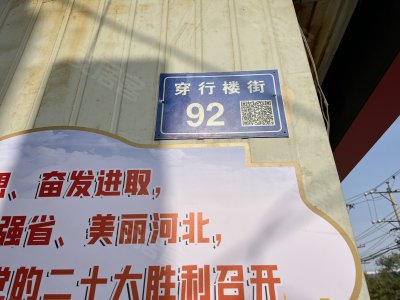 穿行楼街
92
、奋发进取,
强省、美丽河北,
的二十大胜利召开